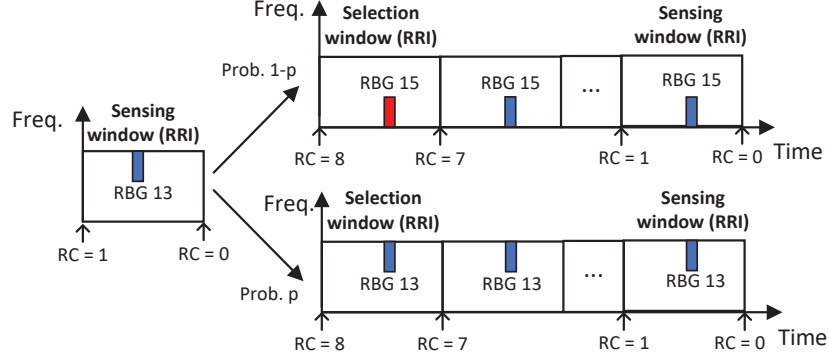 Selection
window (RRI)
Sensing
window (RRI)
Freq.
Prob. 1-p
RBG 15
RBG 15
...
RBG 15
Time
RC = 8
RC = 7
RC = 1
RC = 0
Freq.
Sensing
window (RRI)
RBG 13
RC = 1
RC = 0
Selection
window (RRI)
Sensing
window (RRI)
Freq.
Prob. p
RBG 13
RBG 13
...
RBG 13
Time
RC = 8
RC = 7
RC = 1
RC = 0